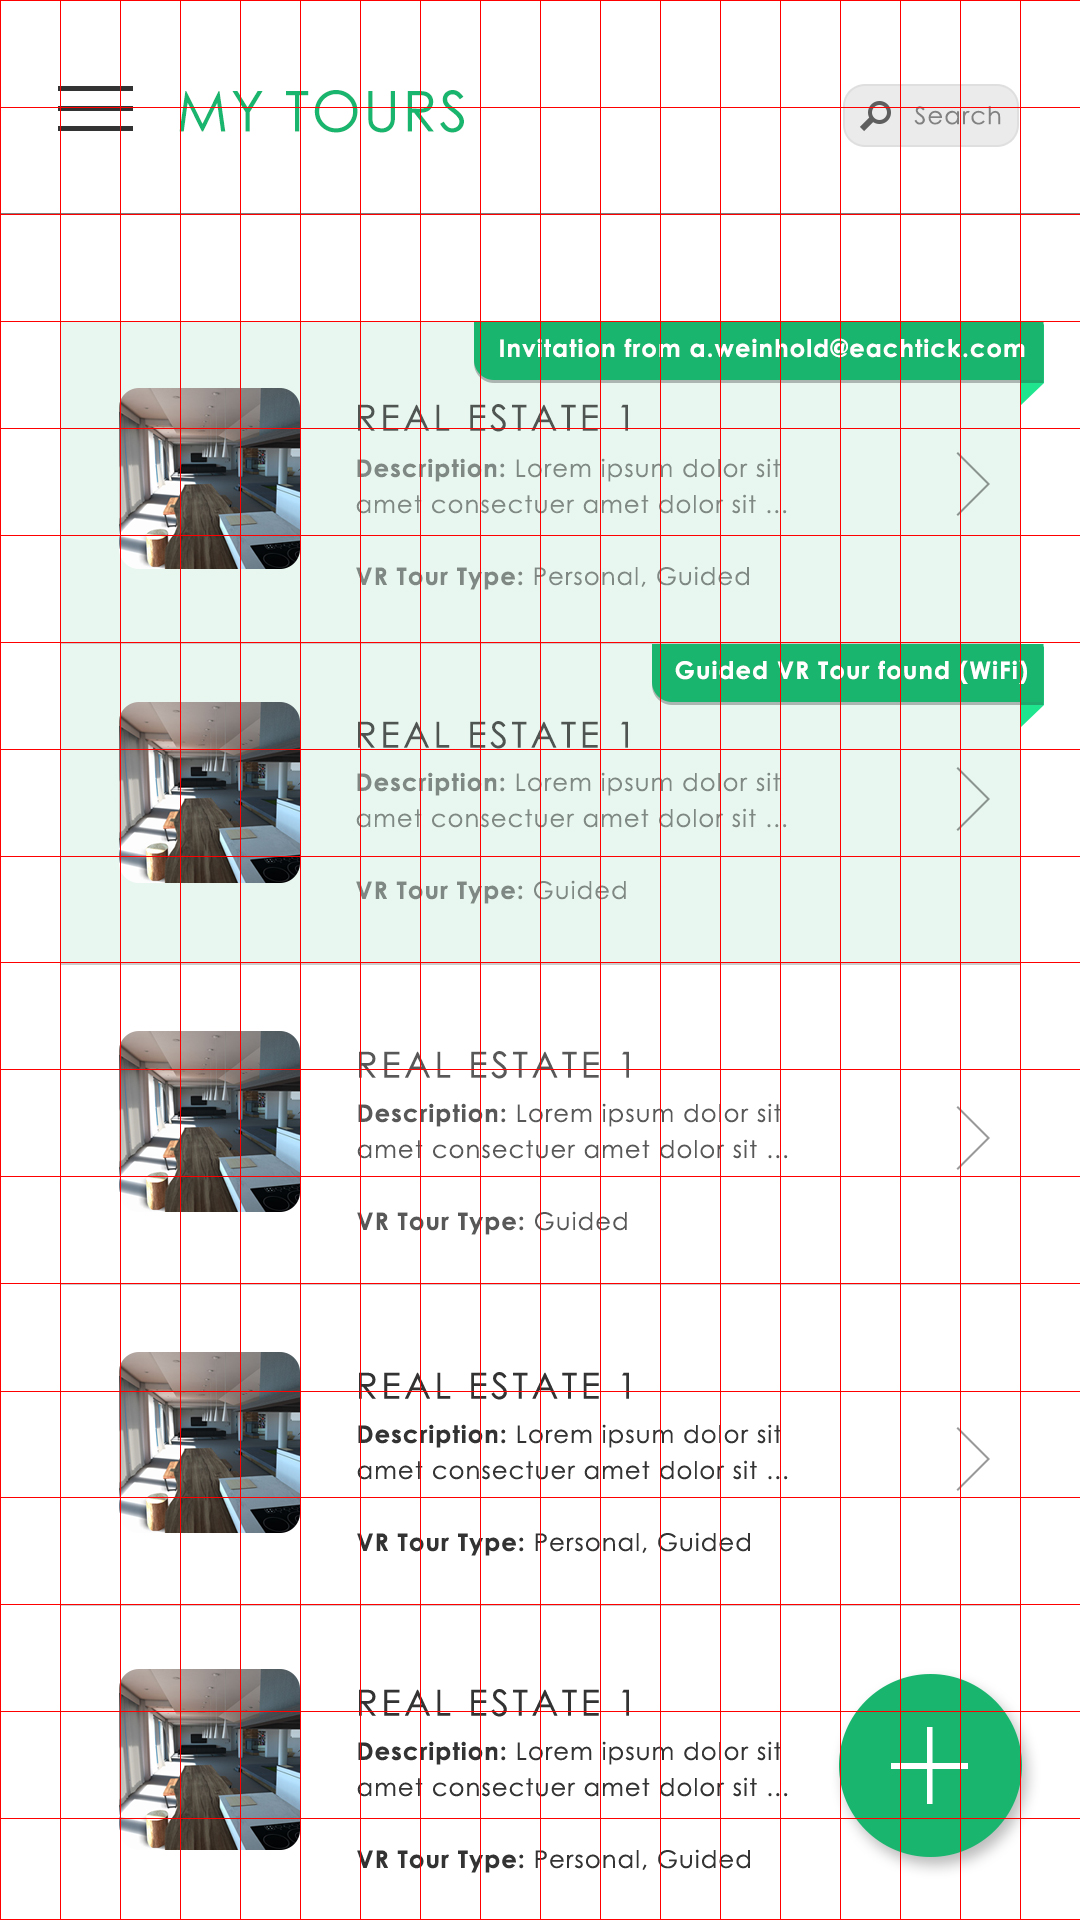 MY TOURS
Search
Invitation from a.weinhold@eachtick.com
REAL ESTATE 1
Description: Lorem ipsum dolor sit
amet consectuer amet dolor sit ...
VR Tour Type: Personal, Guided
Guided VR Tour found (WiFi)
REAL ESTATE 1
Description: Lorem ipsum dolor sit
amet consectuer amet dolor sit ...
VR Tour Type: Guided
REAL ESTATE 1
Description: Lorem ipsum dolor sit
amet consectuer amet dolor sit ...
VR Tour Type: Guided
REAL ESTATE 1
Description: Lorem ipsum dolor sit
amet consectuer amet dolor sit ...
VR Tour Type: Personal, Guided
REAL ESTATE 1
Description: Lorem ipsum dolor sit
amet consectuer amet dolor sit ...
VR Tour Type: Personal, Guided